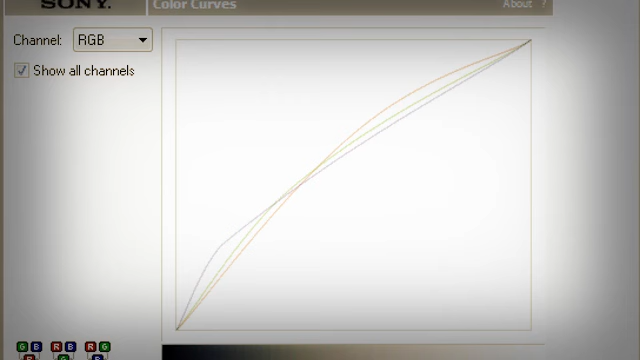 SONY.
Color Curves
About ?
Channel: RGB
Show all channels
G B R B R G
R G B